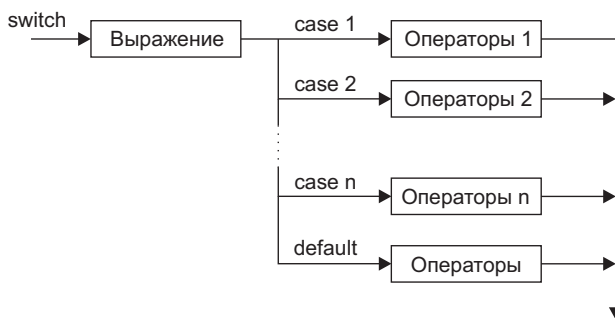 switch
Выражение
case 1
Операторы 1
case 2
Операторы 2
case n
Операторы n
default
Операторы